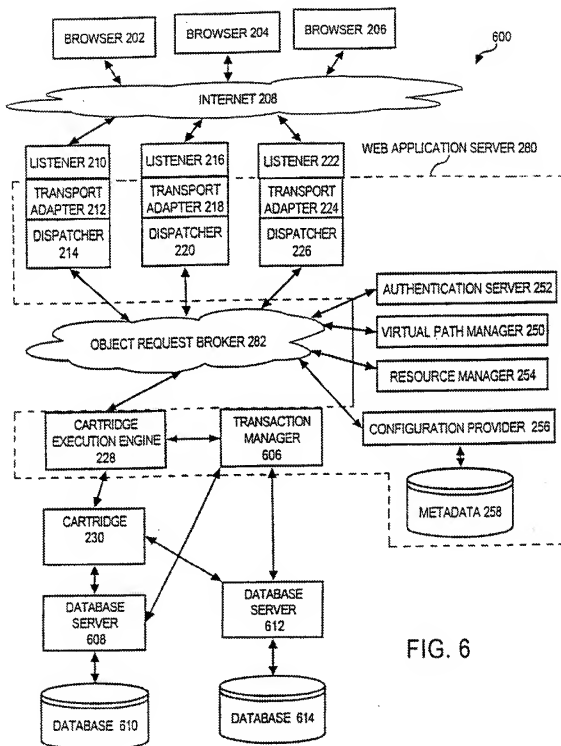 BROWSER 202
BROWSER 204
BROWSER 206
600
INTERNET 208
LISTENER 210
LISTENER 216
LISTENER 222
WEB APPLICATION SERVER 280
TRANSPORT
ADAPTER 212
TRANSPORT
ADAPTER 218
TRANSPORT
ADAPTER 224
DISPATCHER
214
DISPATCHER
220
DISPATCHER
226
AUTHENTICATION SERVER 252
OBJECT REQUEST BROKER 282
VIRTUAL PATH MANAGER 250
RESOURCE MANAGER 254
CARTRIDGE
EXECUTION ENGINE
228
TRANSACTION
MANAGER
606
CONFIGURATION PROVIDER 256
METADATA 258
CARTRIDGE
230
DATABASE
SERVER
608
DATABASE
SERVER
612
FIG. 6
DATABASE 610
DATABASE 614